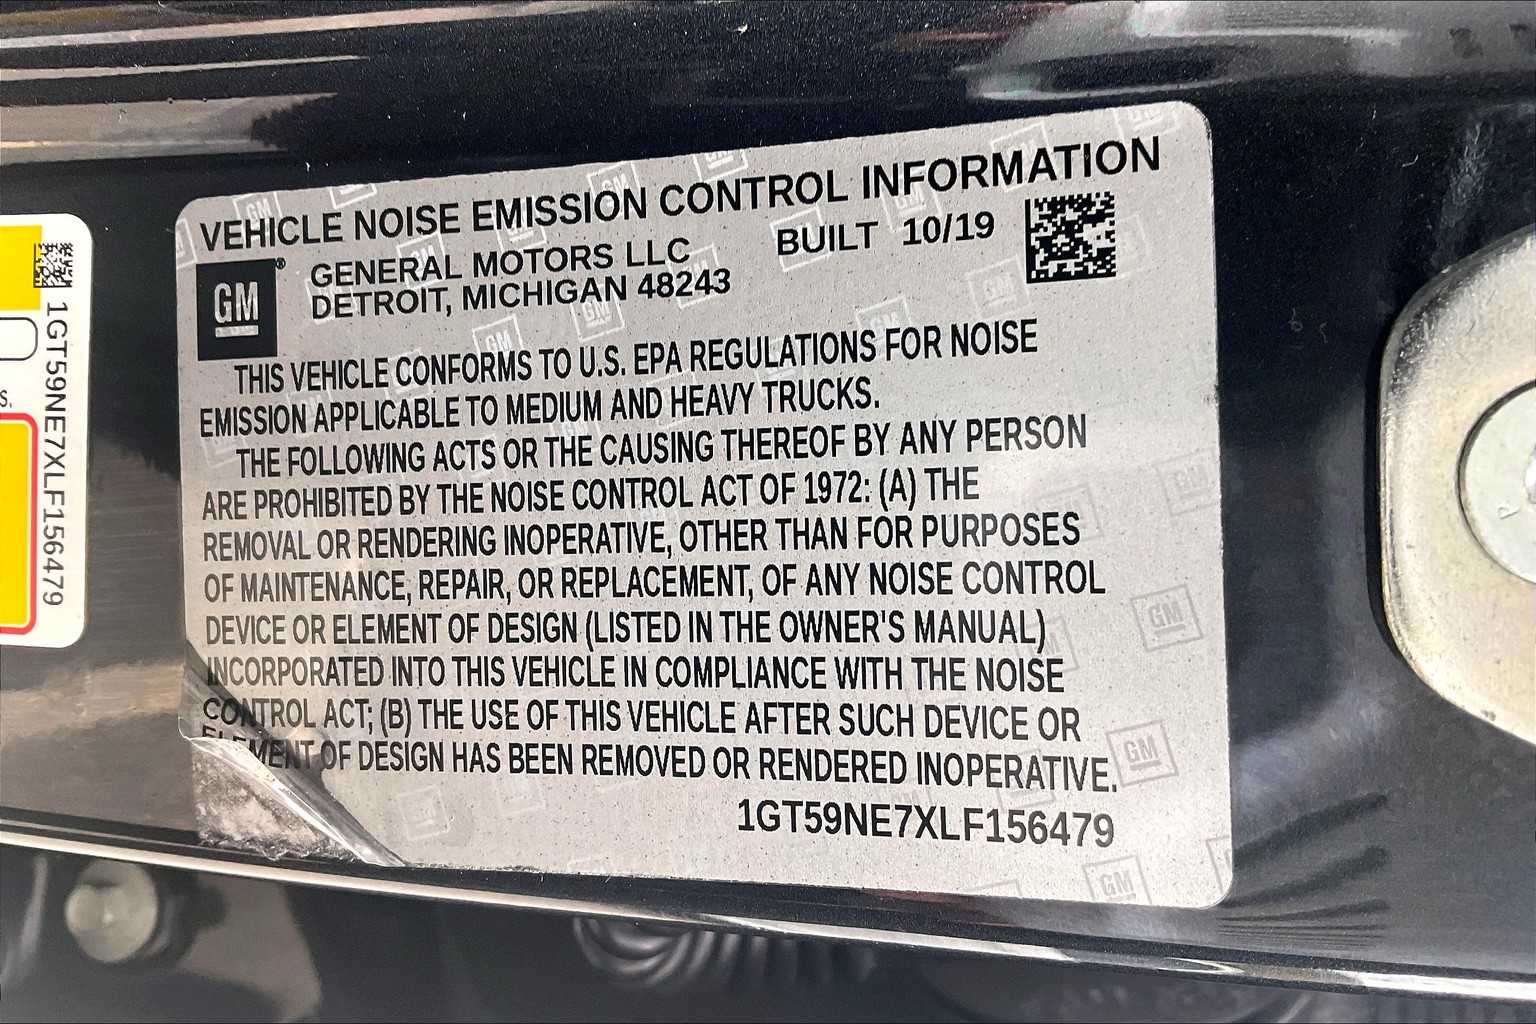 VEHICLE NOISE EMISSION CONTROL INFORMATION
GM
GENERAL MOTORS LLC
DETROIT, MICHIGAN 48243
BUILT 10/19
THIS VEHICLE CONFORMS TO U.S. EPA REGULATIONS FOR NOISE
EMISSION APPLICABLE TO MEDIUM AND HEAVY TRUCKS.
THE FOLLOWING ACTS OR THE CAUSING THEREOF BY ANY PERSON
ARE PROHIBITED BY THE NOISE CONTROL ACT OF 1972: (A) THE
REMOVAL OR RENDERING INOPERATIVE, OTHER THAN FOR PURPOSES
OF MAINTENANCE, REPAIR, OR REPLACEMENT, OF ANY NOISE CONTROL
DEVICE OR ELEMENT OF DESIGN (LISTED IN THE OWNER'S MANUAL)
INCORPORATED INTO THIS VEHICLE IN COMPLIANCE WITH THE NOISE
CONTROL ACT; (B) THE USE OF THIS VEHICLE AFTER SUCH DEVICE OR
ELEMENT OF DESIGN HAS BEEN REMOVED OR RENDERED INOPERATIVE.
1GT59NE7XLF156479
1GT59NE7XLF156479